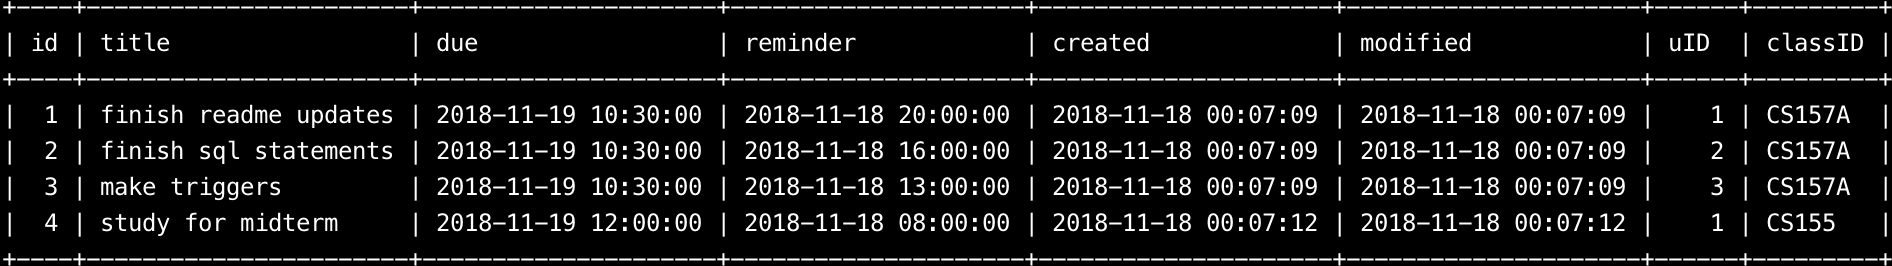 +----+-----------------------+---------------------+---------------------+---------------------+---------------------+------+---------+
| id | title                 | due                 | reminder            | created             | modified            | uID  | classID |
+----+-----------------------+---------------------+---------------------+---------------------+---------------------+------+---------+
|  1 | finish readme updates | 2018-11-19 10:30:00 | 2018-11-18 20:00:00 | 2018-11-18 00:07:09 | 2018-11-18 00:07:09 |    1 | CS157A  |
|  2 | finish sql statements | 2018-11-19 10:30:00 | 2018-11-18 16:00:00 | 2018-11-18 00:07:09 | 2018-11-18 00:07:09 |    2 | CS157A  |
|  3 | make triggers         | 2018-11-19 10:30:00 | 2018-11-18 13:00:00 | 2018-11-18 00:07:09 | 2018-11-18 00:07:09 |    3 | CS157A  |
|  4 | study for midterm     | 2018-11-19 12:00:00 | 2018-11-18 08:00:00 | 2018-11-18 00:07:12 | 2018-11-18 00:07:12 |    1 | CS155   |
+----+-----------------------+---------------------+---------------------+---------------------+---------------------+------+---------+